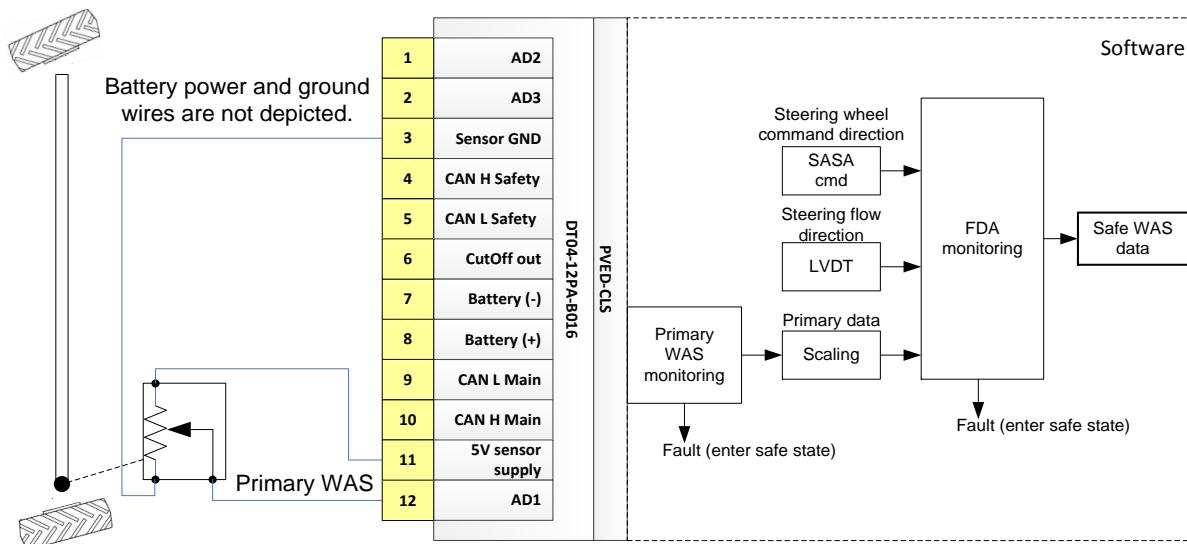 Battery power and ground
wires are not depicted.
Primary WAS
1 AD2
2 AD3
3 Sensor GND
4 CAN H Safety
5 CAN L Safety
6 CutOff out
7 Battery (-)
8 Battery (+)
9 CAN L Main
10 CAN H Main
11 5V sensor
supply
12 AD1
DT04-12PA-B016
PVED-CLS
Software
Steering wheel
command direction
SASA
cmd
Steering flow
direction
LVDT
Primary data
Scaling
Primary
WAS
monitoring
Fault (enter safe state)
FDA
monitoring
Fault (enter safe state)
Safe WAS
data